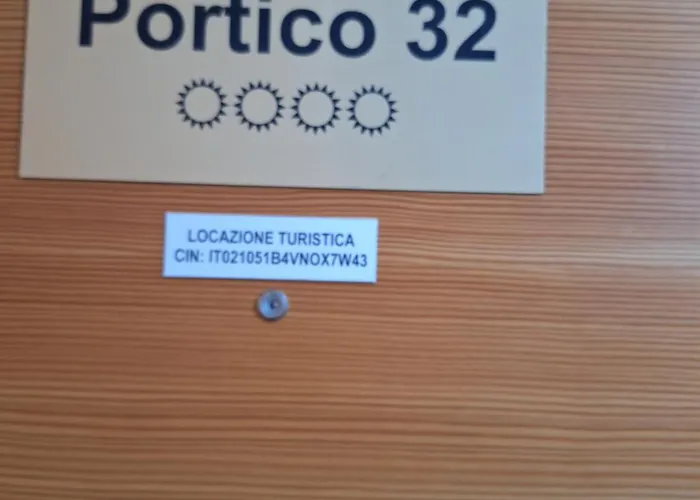 Portico 32
LOCAZIONE TURISTICA
CIN: IT021051B4VNOX7W43